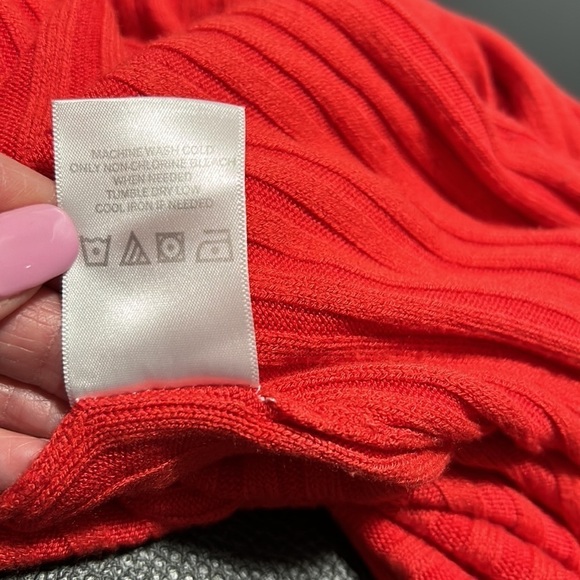 MACHINE WASH COLD
ONLY NON-CHLORINE BLEACH
WHEN NEEDED
TUMBLE DRY LOW
COOL IRON IF NEEDED